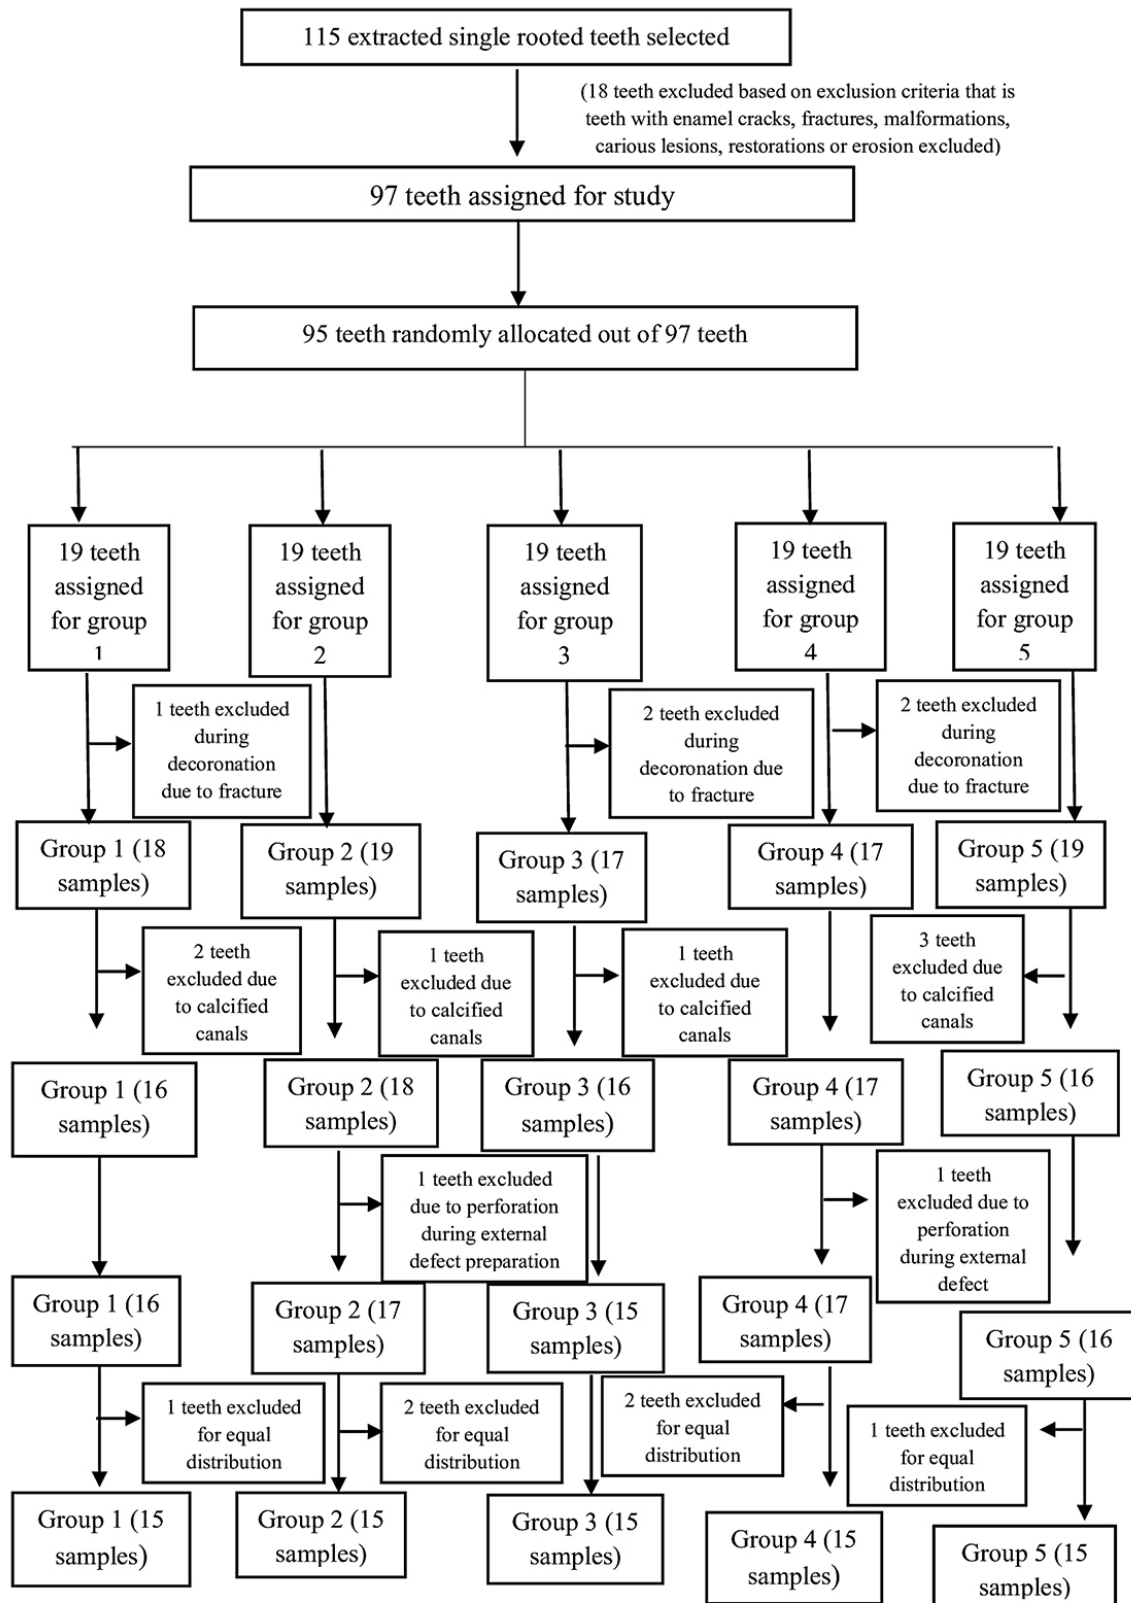 115 extracted single rooted teeth selected
(18 teeth excluded based on exclusion criteria that is
teeth with enamel cracks, fractures, malformations,
carious lesions, restorations or erosion excluded)
97 teeth assigned for study
95 teeth randomly allocated out of 97 teeth
19 teeth
assigned
for group
1
19 teeth
assigned
for group
2
19 teeth
assigned
for group
3
19 teeth
assigned
for group
4
19 teeth
assigned
for group
5
1 teeth excluded
during
decoronation
due to fracture
2 teeth excluded
during
decoronation due
to fracture
2 teeth excluded
during
decoronation
due to fracture
Group 1 (18
samples)
Group 2 (19
samples)
Group 3 (17
samples)
Group 4 (17
samples)
Group 5 (19
samples)
2 teeth
excluded due
to calcified
canals
1 teeth
excluded due
to calcified
canals
1 teeth
excluded due
to calcified
canals
3 teeth
excluded due
to calcified
canals
Group 1 (16
samples)
Group 2 (18
samples)
Group 3 (16
samples)
Group 4 (17
samples)
Group 5 (16
samples)
1 teeth excluded
due to perforation
during external
defect preparation
1 teeth
excluded due to
perforation
during external
defect
Group 1 (16
samples)
Group 2 (17
samples)
Group 3 (15
samples)
Group 4 (17
samples)
Group 5 (16
samples)
1 teeth excluded
for equal
distribution
2 teeth excluded
for equal
distribution
2 teeth excluded
for equal
distribution
1 teeth excluded
for equal
distribution
Group 1 (15
samples)
Group 2 (15
samples)
Group 3 (15
samples)
Group 4 (15
samples)
Group 5 (15
samples)